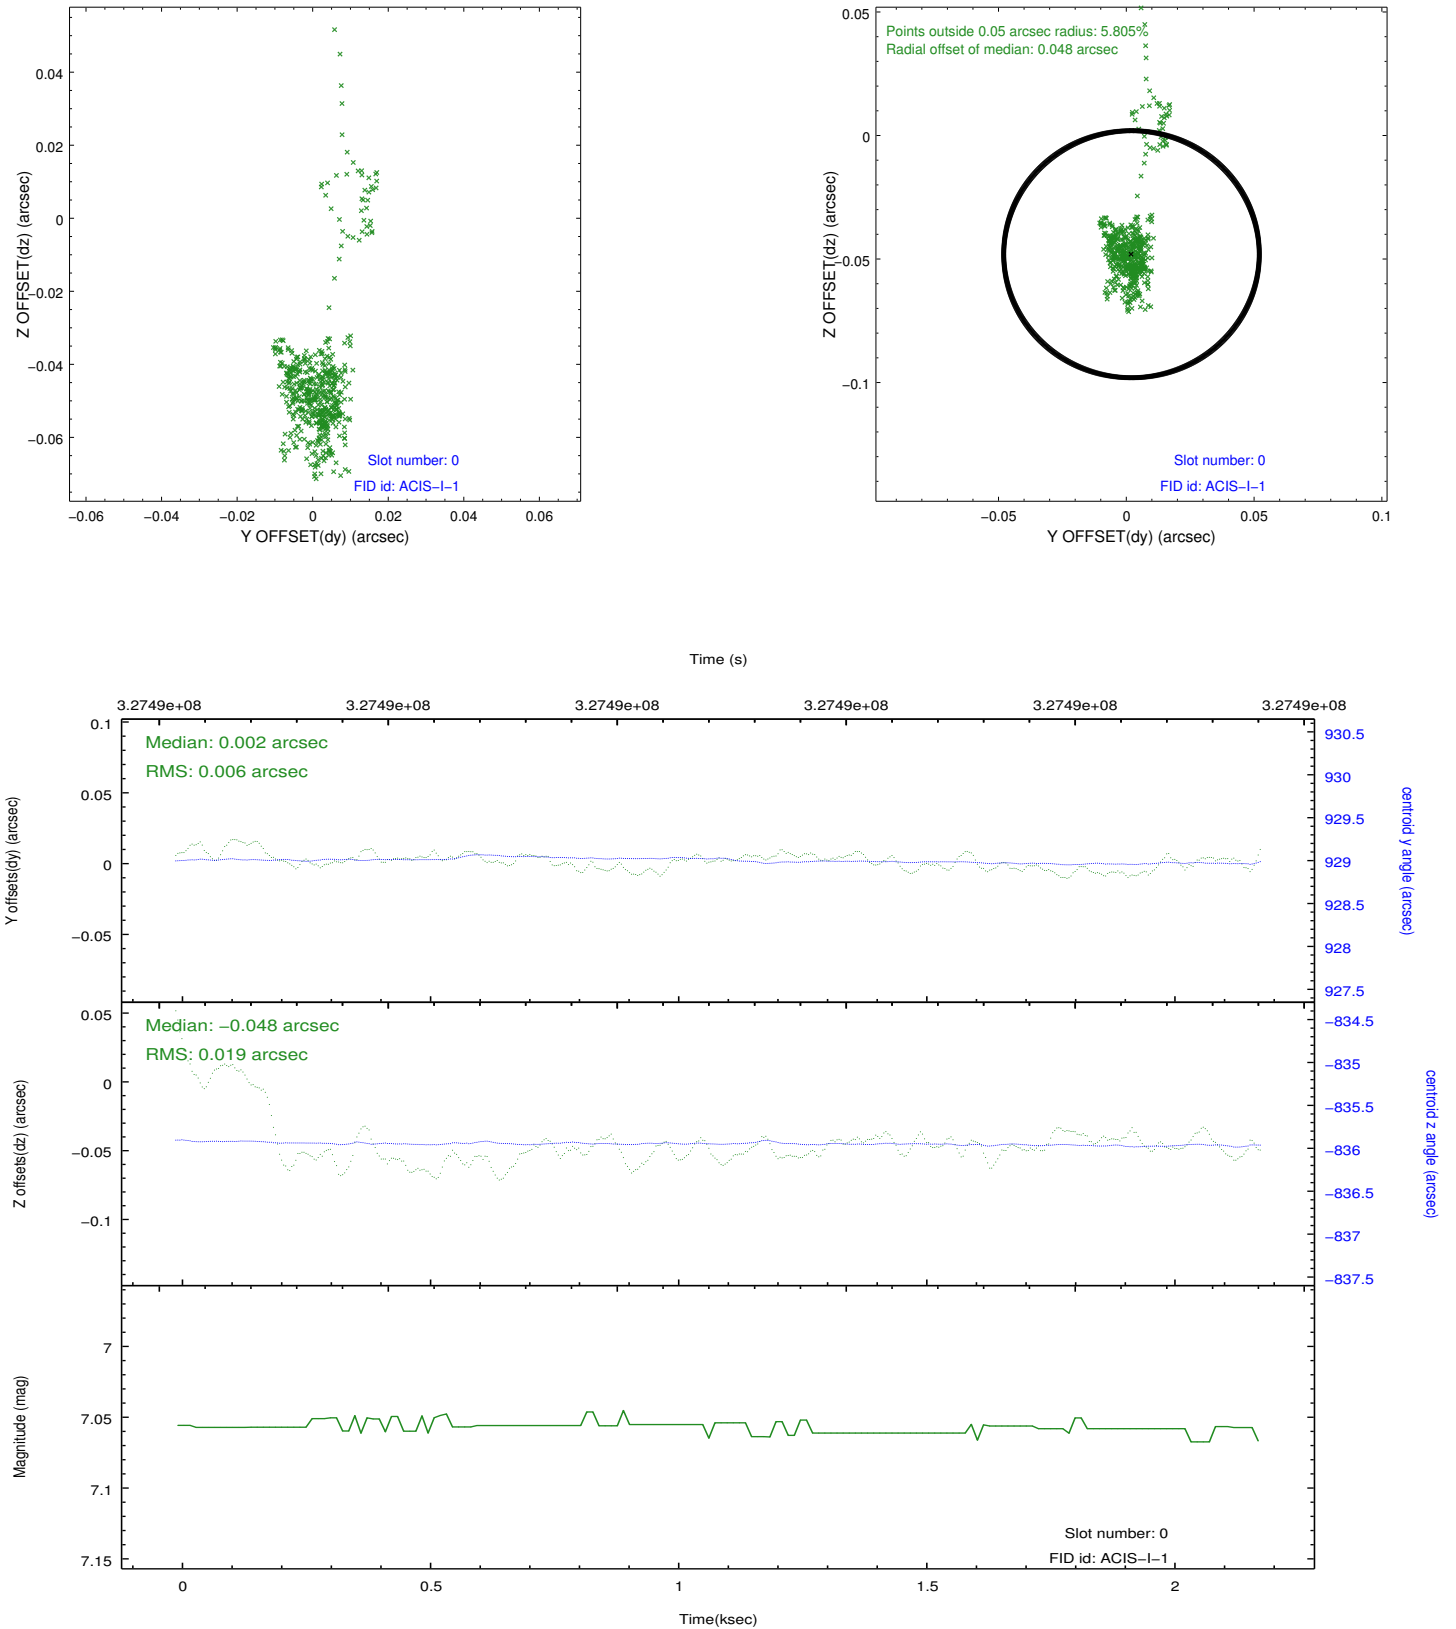 0.04
0.02
0
−0.02
−0.04
−0.06
Z OFFSET(dz) (arcsec)
Slot number: 0
FID id: ACIS−I−1
−0.06 −0.04 −0.02 0 0.02 0.04 0.06
Y OFFSET(dy) (arcsec)
Points outside 0.05 arcsec radius: 5.805%
Radial offset of median: 0.048 arcsec
0.05
0
−0.05
−0.1
Z OFFSET(dz) (arcsec)
Slot number: 0
FID id: ACIS−I−1
−0.05 0 0.05 0.1
Y OFFSET(dy) (arcsec)
Time (s)
3.2749e+08 3.2749e+08 3.2749e+08 3.2749e+08 3.2749e+08 3.2749e+08
Median: 0.002 arcsec
RMS: 0.006 arcsec
0.1
0.05
0
−0.05
Y offsets(dy) (arcsec)
930.5
930
929.5
929
928.5
928
927.5
centroid y angle (arcsec)
Median: −0.048 arcsec
RMS: 0.019 arcsec
0.05
0
−0.05
−0.1
Z offsets(dz) (arcsec)
−834.5
−835
−835.5
−836
−836.5
−837
−837.5
centroid z angle (arcsec)
7
7.05
7.1
7.15
Magnitude (mag)
Slot number: 0
FID id: ACIS−I−1
0 0.5 1 1.5 2
Time(ksec)